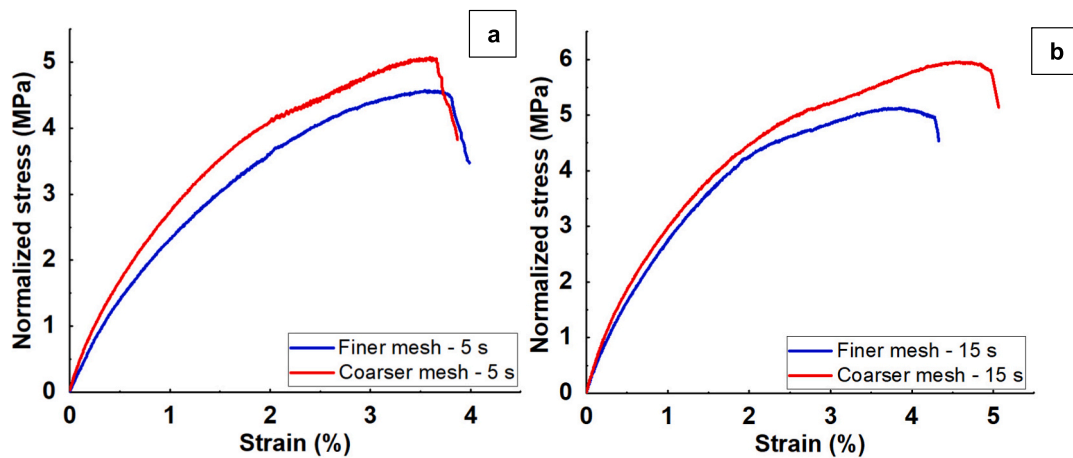 a
Normalized stress (MPa)
5
4
3
2
1
0
0 1 2 3 4
Strain (%)
Finer mesh - 5 s
Coarser mesh - 5 s
b
Normalized stress (MPa)
6
5
4
3
2
1
0
0 1 2 3 4 5
Strain (%)
Finer mesh - 15 s
Coarser mesh - 15 s